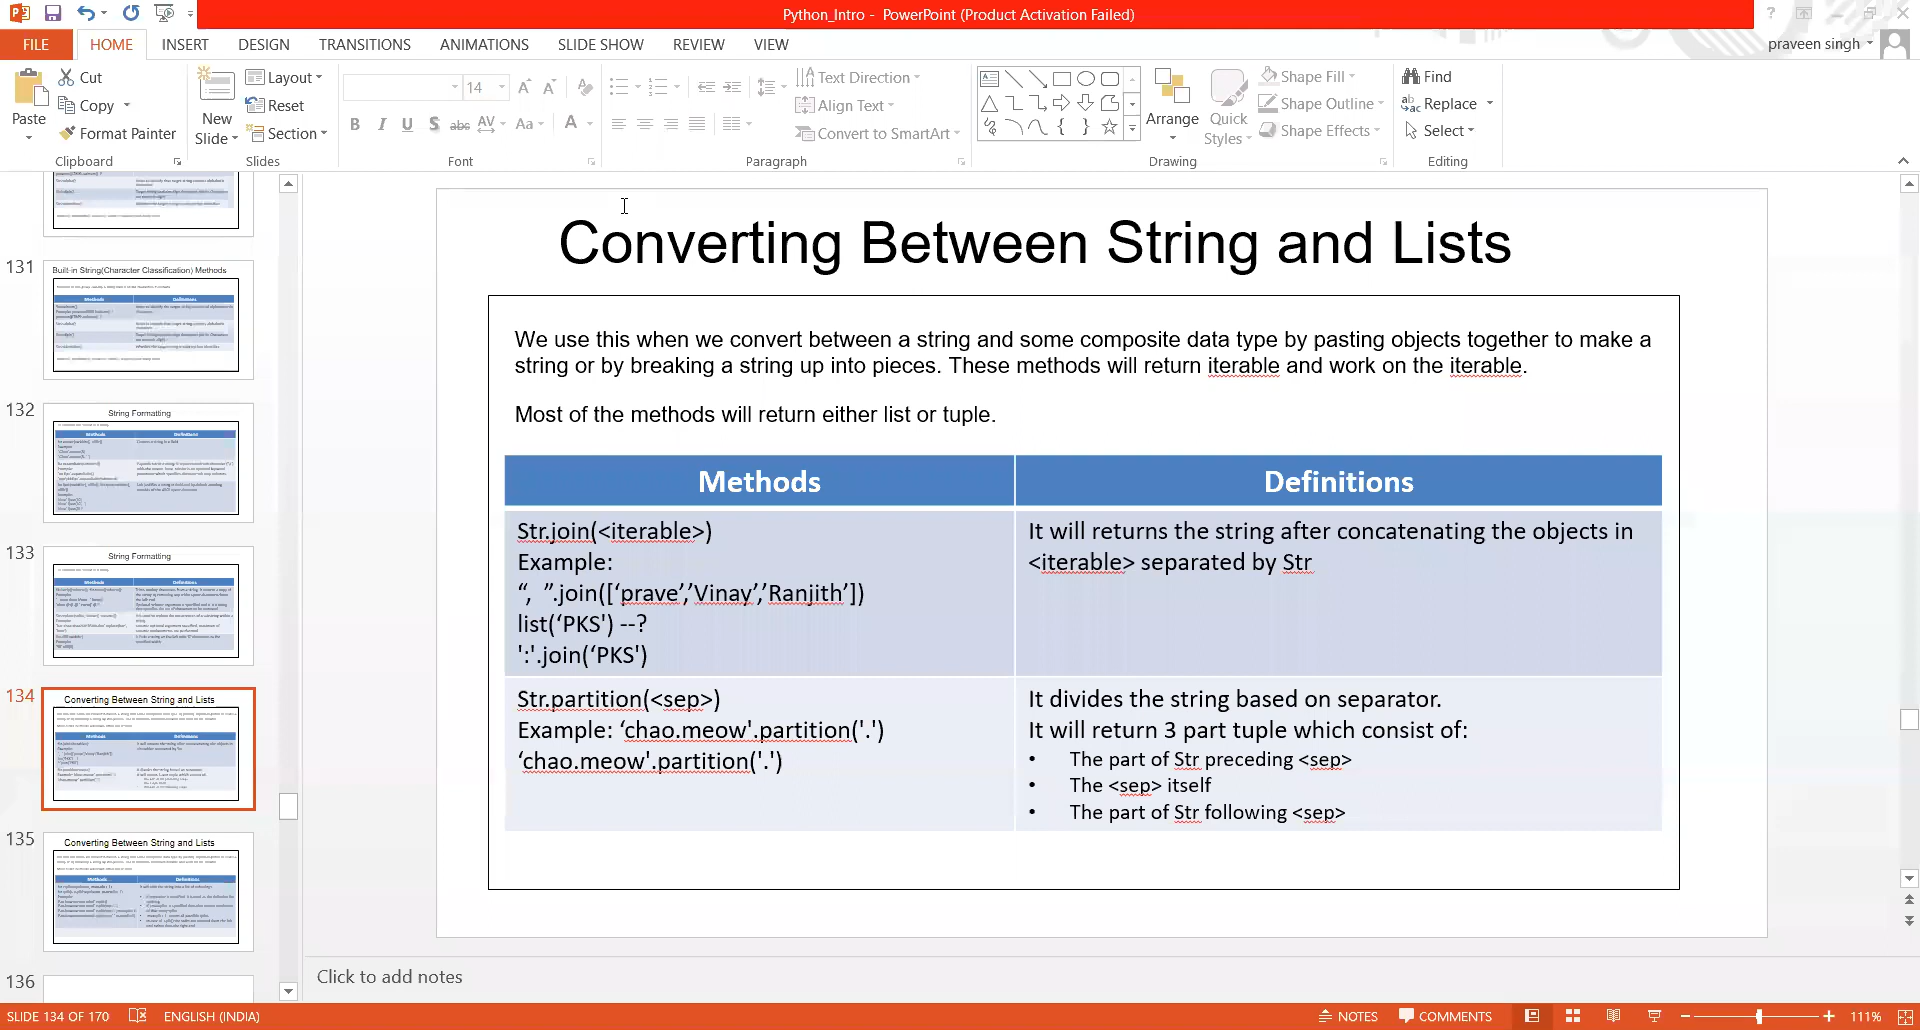 Python_Intro - PowerPoint (Product Activation Failed)
FILE HOME INSERT DESIGN TRANSITIONS ANIMATIONS SLIDE SHOW REVIEW VIEW praveen singh
Paste Cut Copy Format Painter
Clipboard
New Slide Layout Reset Section
Slides
14
Font
Text Direction
Align Text
Convert to SmartArt
Paragraph
Arrange Quick Styles Shape Fill Shape Outline Shape Effects
Drawing
Find
Replace
Select
Editing
131
Built-in String(Character Classification) Methods
Methods Definitions
132
String Formatting
Methods Definitions
133
String Formatting
Methods Definitions
134
Converting Between String and Lists
Methods Definitions
135
Converting Between String and Lists
Methods Definitions
136
Converting Between String and Lists
We use this when we convert between a string and some composite data type by pasting objects together to make a
string or by breaking a string up into pieces. These methods will return iterable and work on the iterable.
Most of the methods will return either list or tuple.
Methods Definitions
Str.join(<iterable>)
Example:
“,  ”.join([‘prave’,’Vinay’,’Ranjith’])
list(‘PKS') --?
':'.join(‘PKS')
It will returns the string after concatenating the objects in
<iterable> separated by Str
Str.partition(<sep>)
Example: ‘chao.meow'.partition('.')
‘chao.meow'.partition('.')
It divides the string based on separator.
It will return 3 part tuple which consist of:
• The part of Str preceding <sep>
• The <sep> itself
• The part of Str following <sep>
Click to add notes
SLIDE 134 OF 170 ENGLISH (INDIA) NOTES COMMENTS 111%